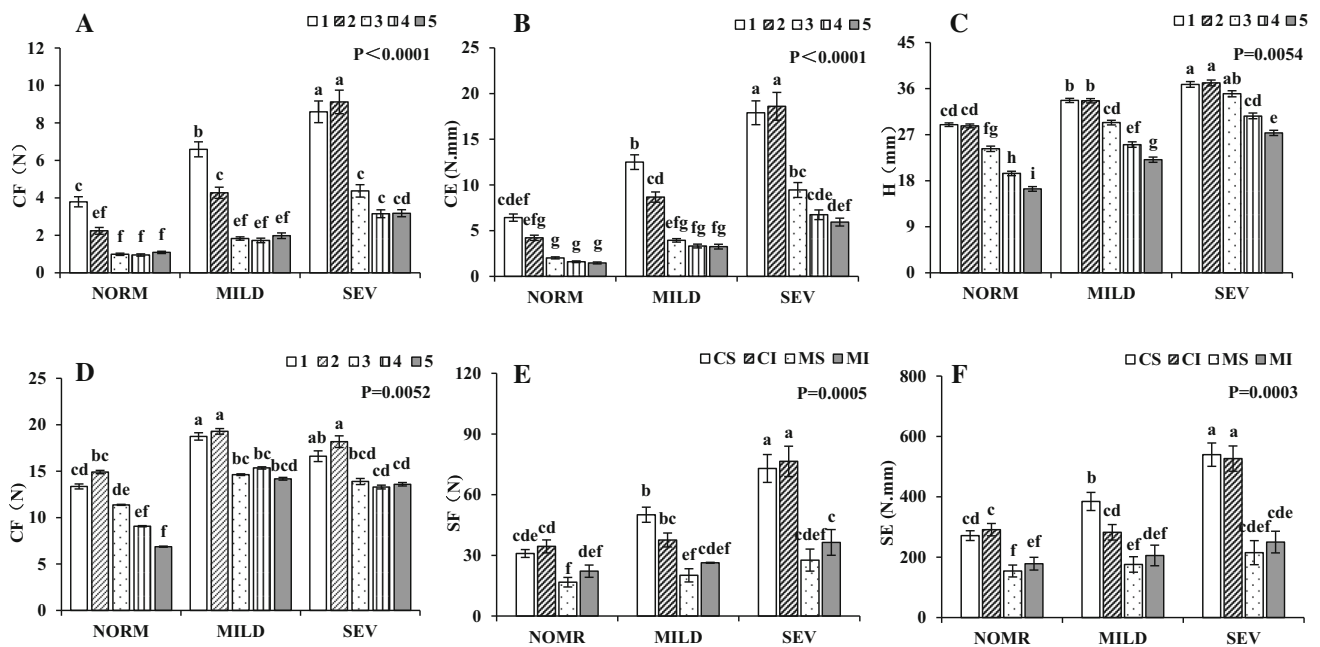 A
1 2 3 4 5
P＜0.0001
CF（N）
12
10
8
6
4
2
0
c
ef
f
f
f
b
c
ef
ef
ef
a
a
c
c
cd
NORM MILD SEV
B
1 2 3 4 5
P＜0.0001
CE (N.mm)
25
20
15
10
5
0
cdef
efg
g
g
g
b
cd
efg
fg
fg
a
a
bc
cde
def
NORM MILD SEV
C
1 2 3 4 5
P=0.0054
H（mm）
45
36
27
18
9
0
cd
cd
fg
h
i
b
b
cd
ef
g
a
a
ab
cd
e
NORM MILD SEV
D
1 2 3 4 5
P=0.0052
CF（N）
25
20
15
10
5
0
cd
bc
de
ef
f
a
a
bc
bc
bcd
ab
a
bcd
cd
cd
NORM MILD SEV
E
CS CI MS MI
P=0.0005
SF（N）
120
90
60
30
0
cde
cd
f
def
b
bc
ef
cdef
a
a
cdef
c
NOMR MILD SEV
F
CS CI MS MI
P=0.0003
SE (N.mm)
800
600
400
200
0
cd
c
f
def
b
cd
ef
def
a
a
cdef
cde
NOMR MILD SEV